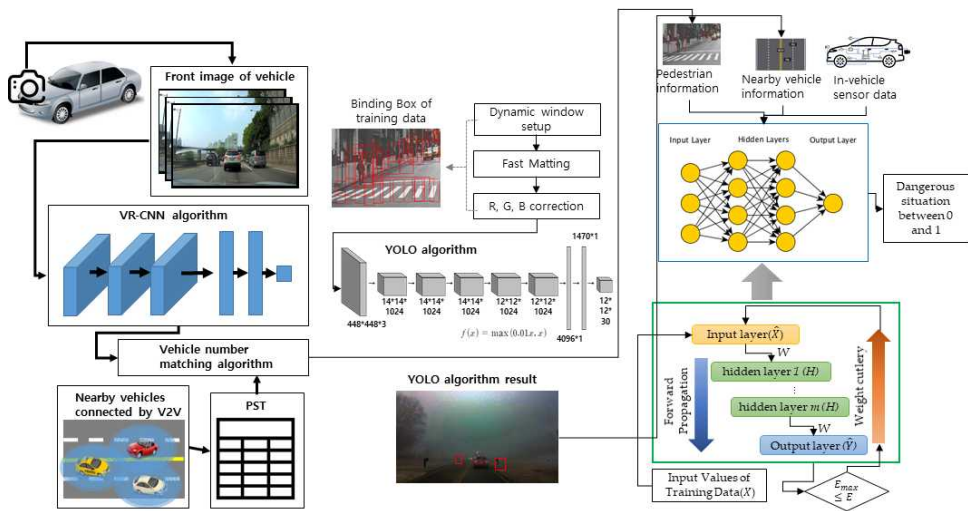 Front image of vehicle
VR-CNN algorithm
Vehicle number
matching algorithm
Nearby vehicles
connected by V2V
PST
Binding Box of
training data
Dynamic window
setup
Fast Matting
R, G, B correction
YOLO algorithm
448*448*3
14*14*
1024
14*14*
1024
14*14*
1024
12*12*
1024
12*12*
1024
1470*1
4096*1
12*
12*
30
f(x) = max(0.01x, x)
YOLO algorithm result
Pedestrian
information
Nearby vehicle
information
In-vehicle
sensor data
Input Layer
Hidden Layers
Output Layer
Dangerous
situation
between 0
and 1
Input layer(X̂)
W
hidden layer 1 (H)
⋮
hidden layer m (H)
W
Output layer(Ŷ)
Forward
Propagation
Weight cutlery
Input Values of
Training Data(X)
E_max
≤ E